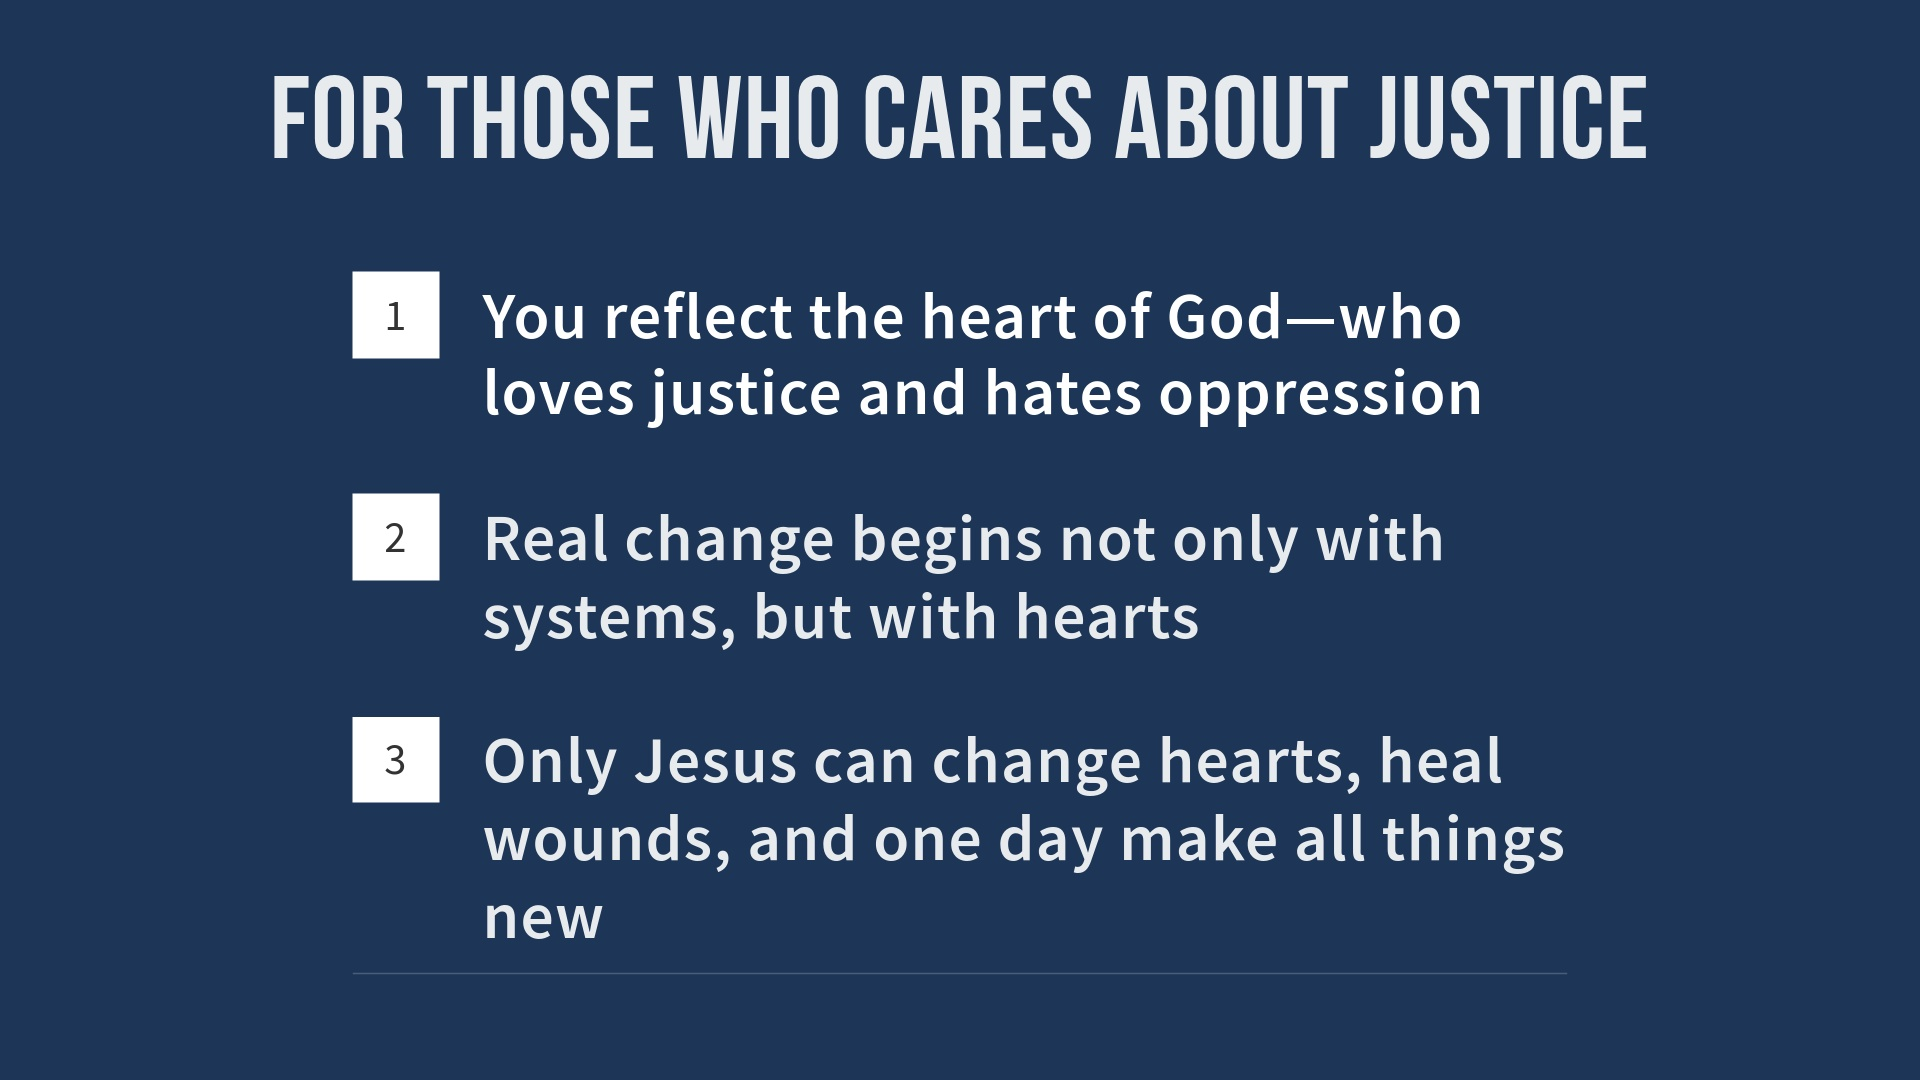 FOR THOSE WHO CARES ABOUT JUSTICE
1
You reflect the heart of God—who
loves justice and hates oppression
2
Real change begins not only with
systems, but with hearts
3
Only Jesus can change hearts, heal
wounds, and one day make all things
new